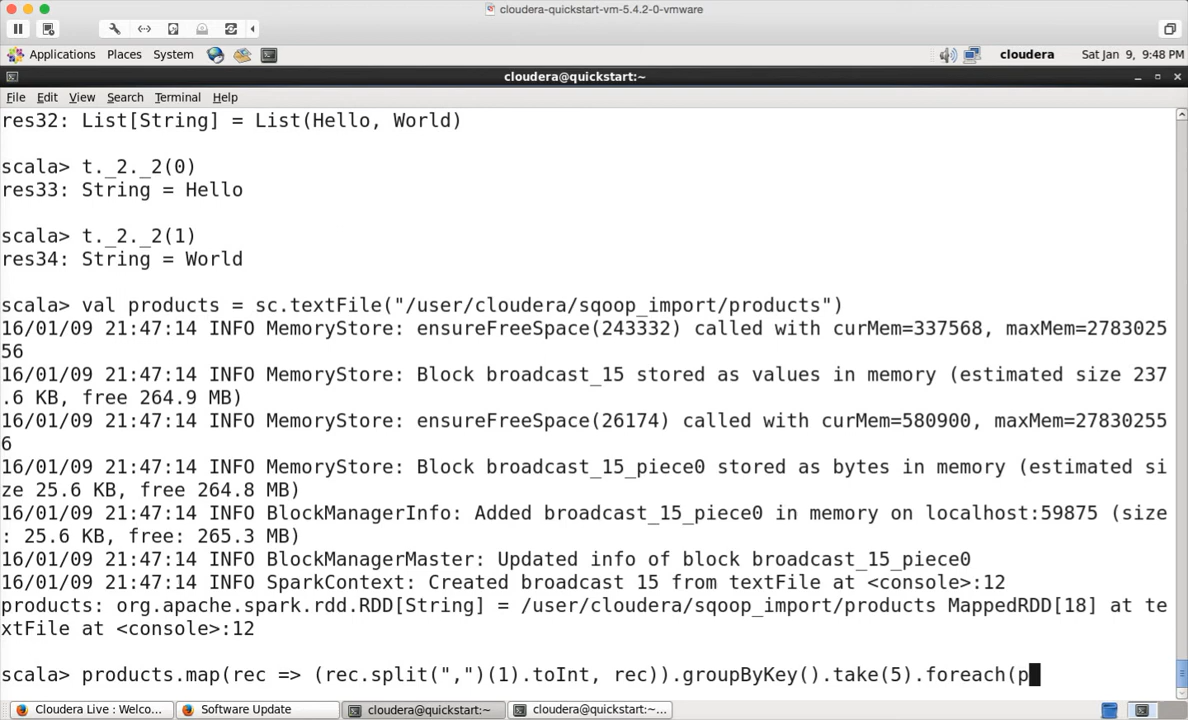 cloudera-quickstart-vm-5.4.2-0-vmware
Applications Places System cloudera Sat Jan 9, 9:48 PM
cloudera@quickstart:~
File Edit View Search Terminal Help
res32: List[String] = List(Hello, World)
scala> t._2._2(0)
res33: String = Hello
scala> t._2._2(1)
res34: String = World
scala> val products = sc.textFile("/user/cloudera/sqoop_import/products")
16/01/09 21:47:14 INFO MemoryStore: ensureFreeSpace(243332) called with curMem=337568, maxMem=2783025
56
16/01/09 21:47:14 INFO MemoryStore: Block broadcast_15 stored as values in memory (estimated size 237
.6 KB, free 264.9 MB)
16/01/09 21:47:14 INFO MemoryStore: ensureFreeSpace(26174) called with curMem=580900, maxMem=27830255
6
16/01/09 21:47:14 INFO MemoryStore: Block broadcast_15_piece0 stored as bytes in memory (estimated si
ze 25.6 KB, free 264.8 MB)
16/01/09 21:47:14 INFO BlockManagerInfo: Added broadcast_15_piece0 in memory on localhost:59875 (size
: 25.6 KB, free: 265.3 MB)
16/01/09 21:47:14 INFO BlockManagerMaster: Updated info of block broadcast_15_piece0
16/01/09 21:47:14 INFO SparkContext: Created broadcast 15 from textFile at <console>:12
products: org.apache.spark.rdd.RDD[String] = /user/cloudera/sqoop_import/products MappedRDD[18] at te
xtFile at <console>:12
scala> products.map(rec => (rec.split(",")(1).toInt, rec)).groupByKey().take(5).foreach(p
Cloudera Live : Welco... Software Update cloudera@quickstart:~ cloudera@quickstart:~...